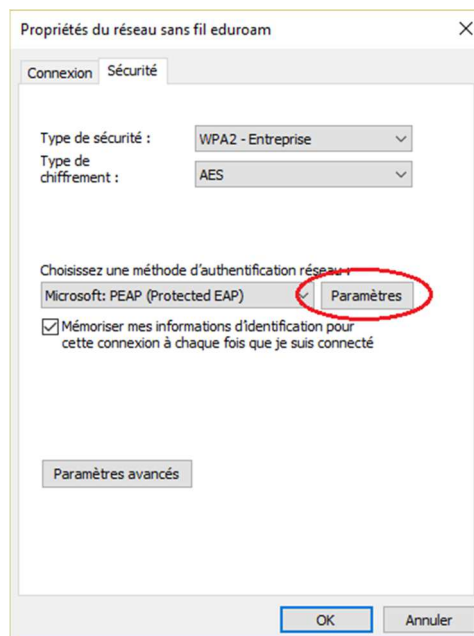 Propriétés du réseau sans fil eduroam
Connexion Sécurité
Type de sécurité : WPA2 - Entreprise
Type de
chiffrement : AES
Choisissez une méthode d'authentification réseau :
Microsoft: PEAP (Protected EAP) Paramètres
Mémoriser mes informations d'identification pour
cette connexion à chaque fois que je suis connecté
Paramètres avancés
OK Annuler